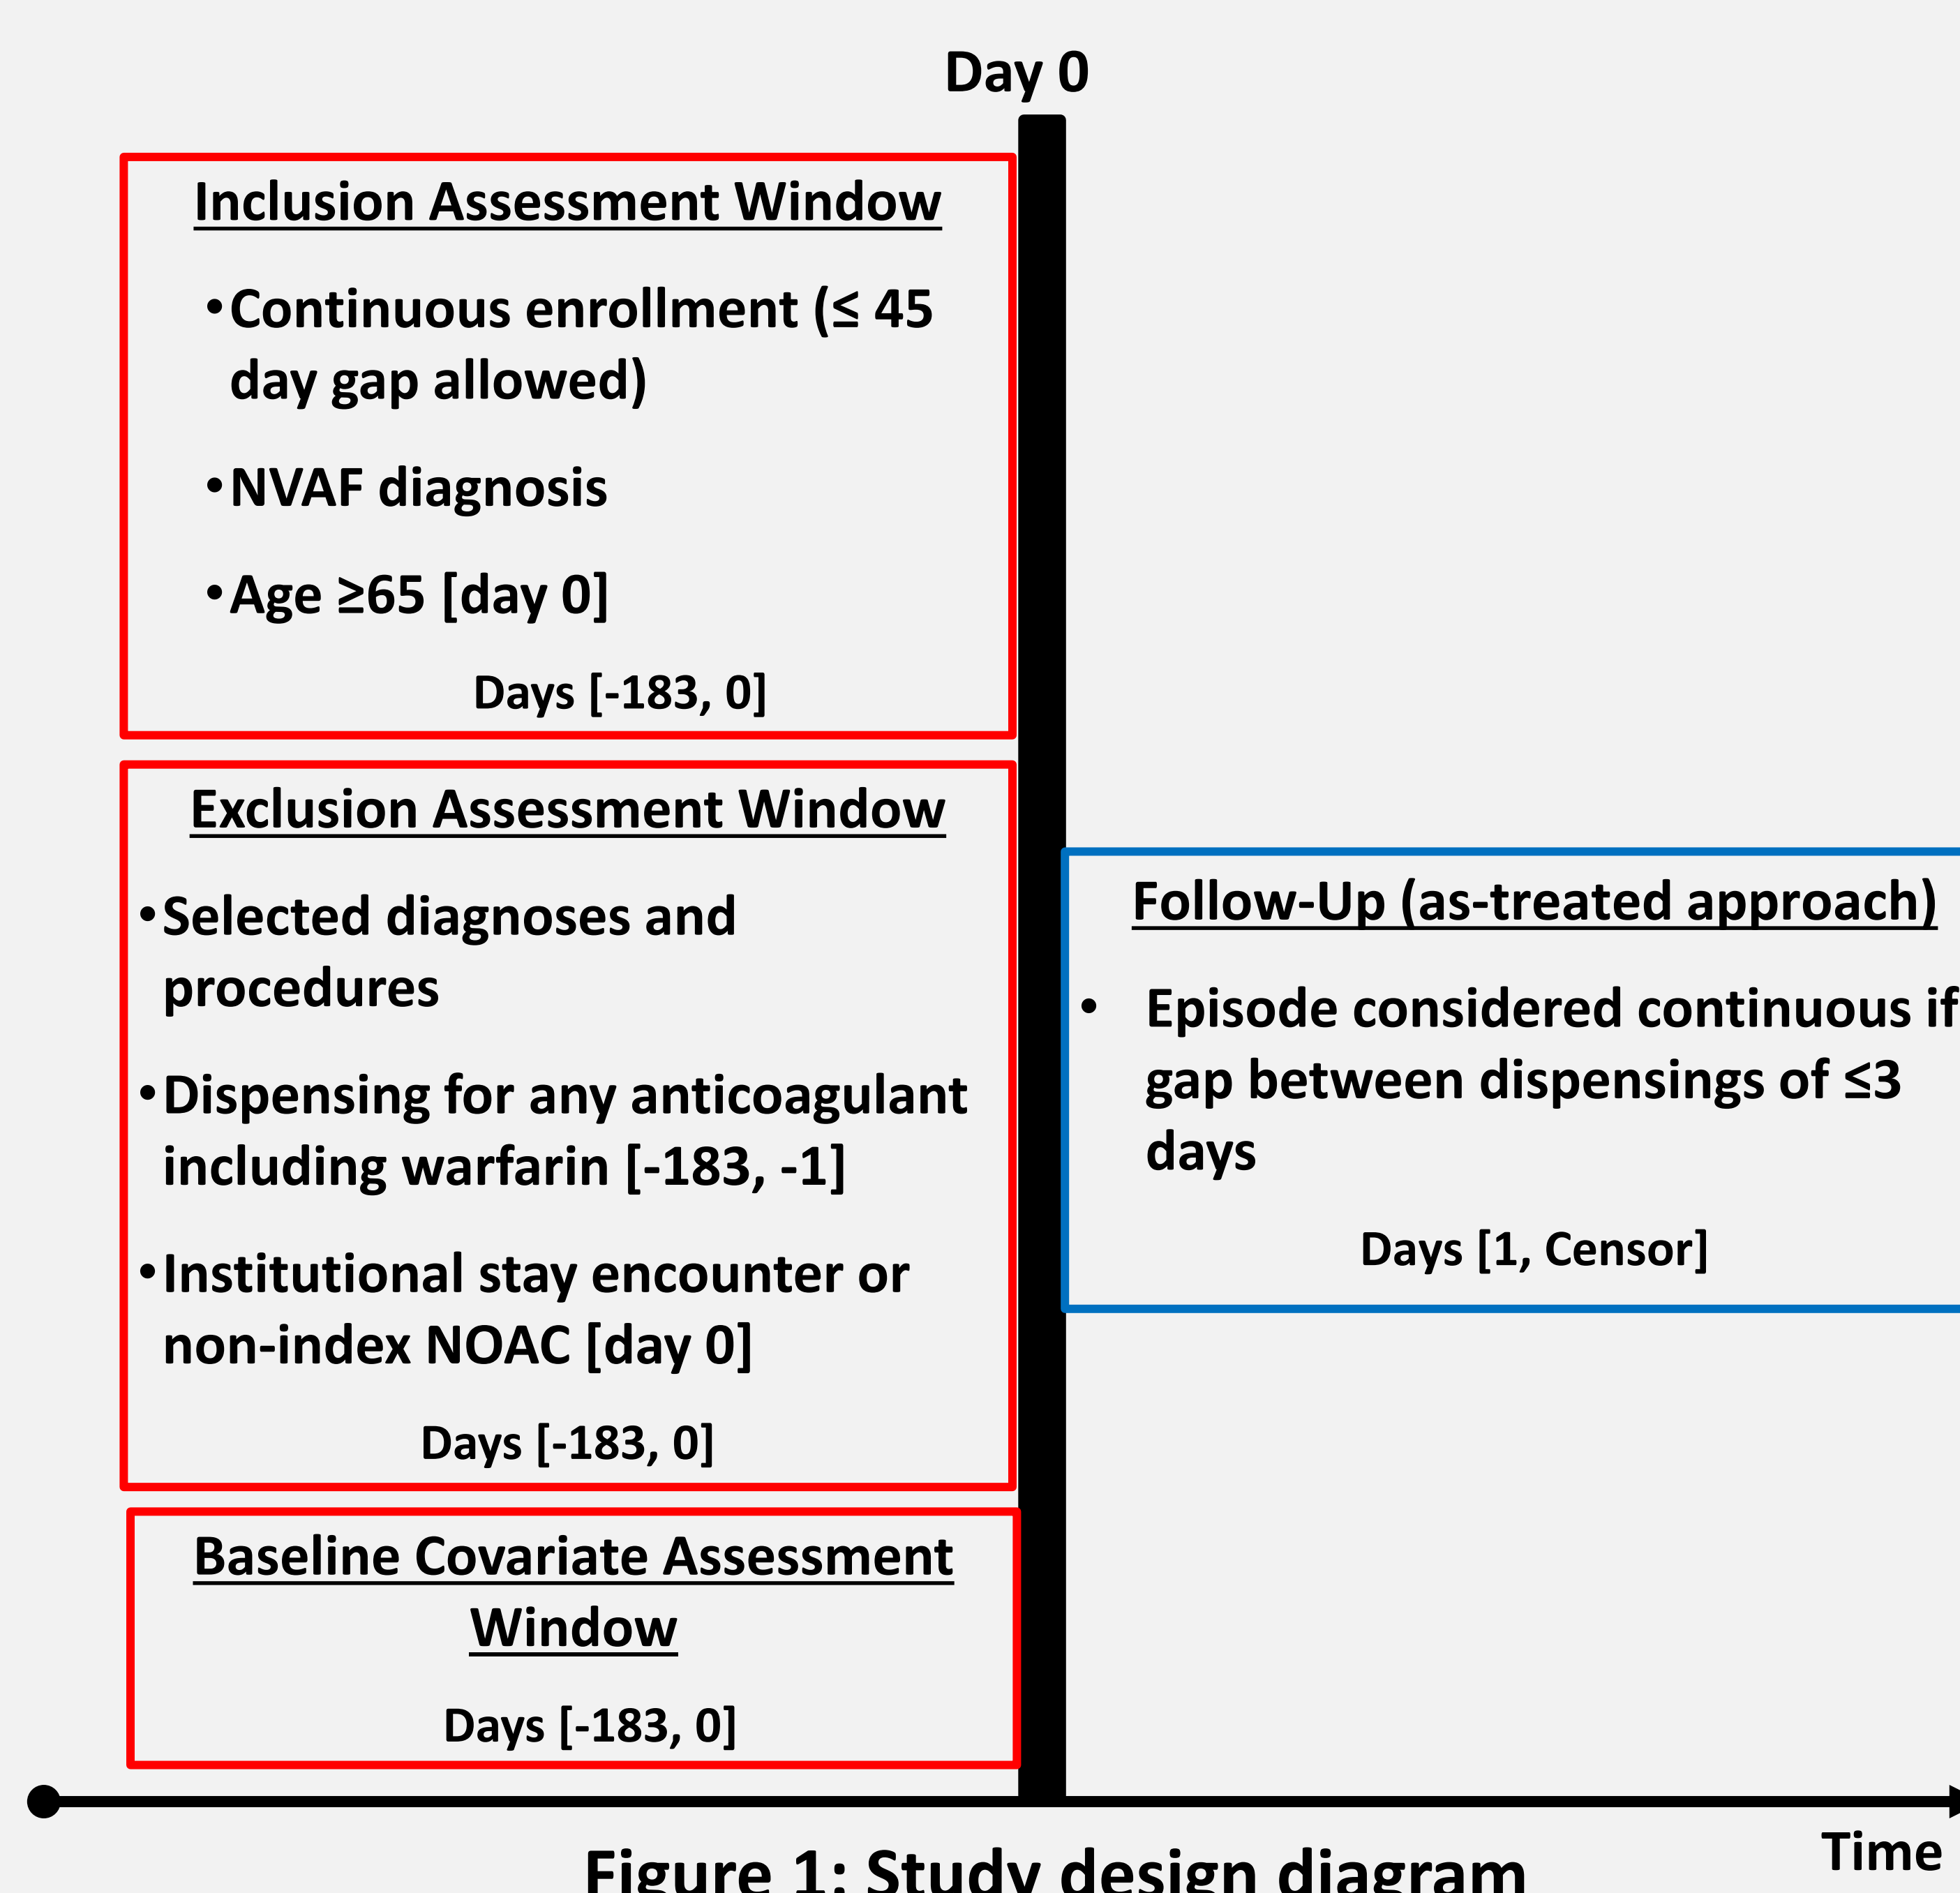 Day 0
Inclusion Assessment Window
•Continuous enrollment (≤ 45
day gap allowed)
•NVAF diagnosis
•Age ≥65 [day 0]
Days [-183, 0]
Exclusion Assessment Window
•Selected diagnoses and
procedures
•Dispensing for any anticoagulant
including warfarin [-183, -1]
•Institutional stay encounter or
non-index NOAC [day 0]
Days [-183, 0]
Baseline Covariate Assessment
Window
Days [-183, 0]
Follow-Up (as-treated approach)
• Episode considered continuous if
gap between dispensings of ≤3
days
Days [1, Censor]
Time
Figure 1: Study design diagram